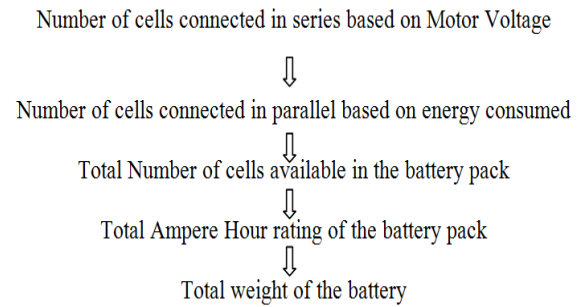 Number of cells connected in series based on Motor Voltage
Number of cells connected in parallel based on energy consumed
Total Number of cells available in the battery pack
Total Ampere Hour rating of the battery pack
Total weight of the battery